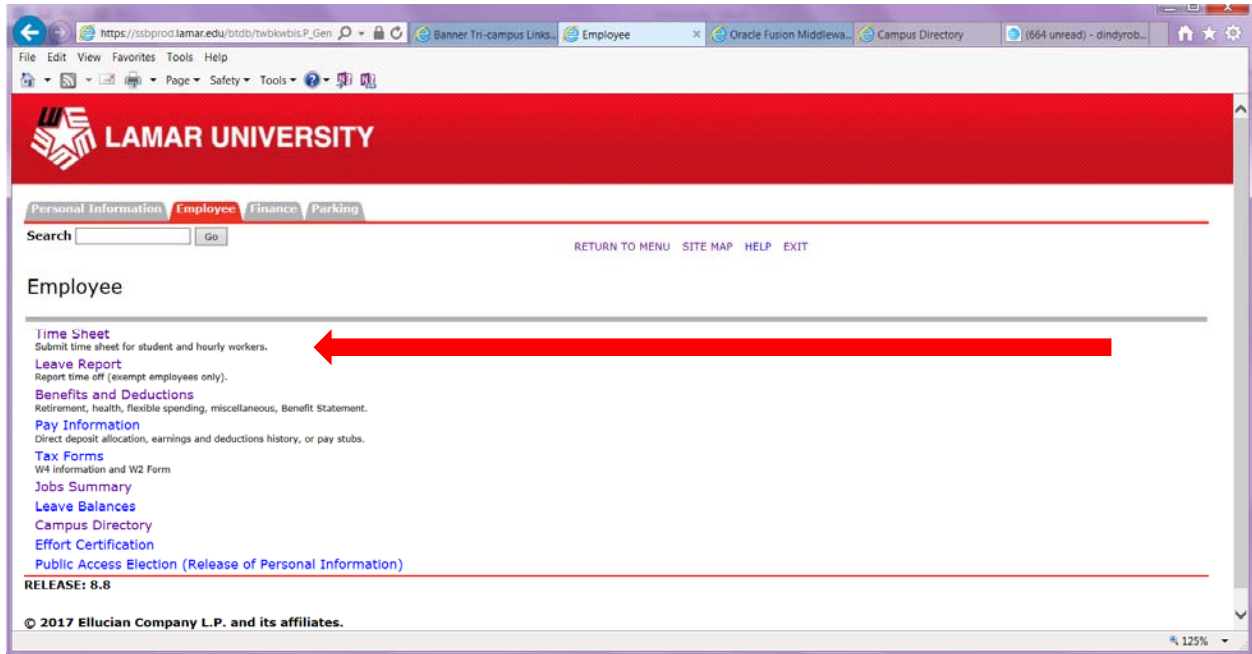 https://ssbprod.lamar.edu/btdb/twbkwbis.P_Gen
Banner Tri-campus Links...
Employee
Oracle Fusion Middlewa...
Campus Directory
(664 unread) - dindyrob...
File Edit View Favorites Tools Help
Page Safety Tools
LAMAR UNIVERSITY
Personal Information Employee Finance Parking
Search Go
RETURN TO MENU SITE MAP HELP EXIT
Employee
Time Sheet
Submit time sheet for student and hourly workers.
Leave Report
Report time off (exempt employees only).
Benefits and Deductions
Retirement, health, flexible spending, miscellaneous, Benefit Statement.
Pay Information
Direct deposit allocation, earnings and deductions history, or pay stubs.
Tax Forms
W4 information and W2 Form
Jobs Summary
Leave Balances
Campus Directory
Effort Certification
Public Access Election (Release of Personal Information)
RELEASE: 8.8
© 2017 Ellucian Company L.P. and its affiliates.
125%